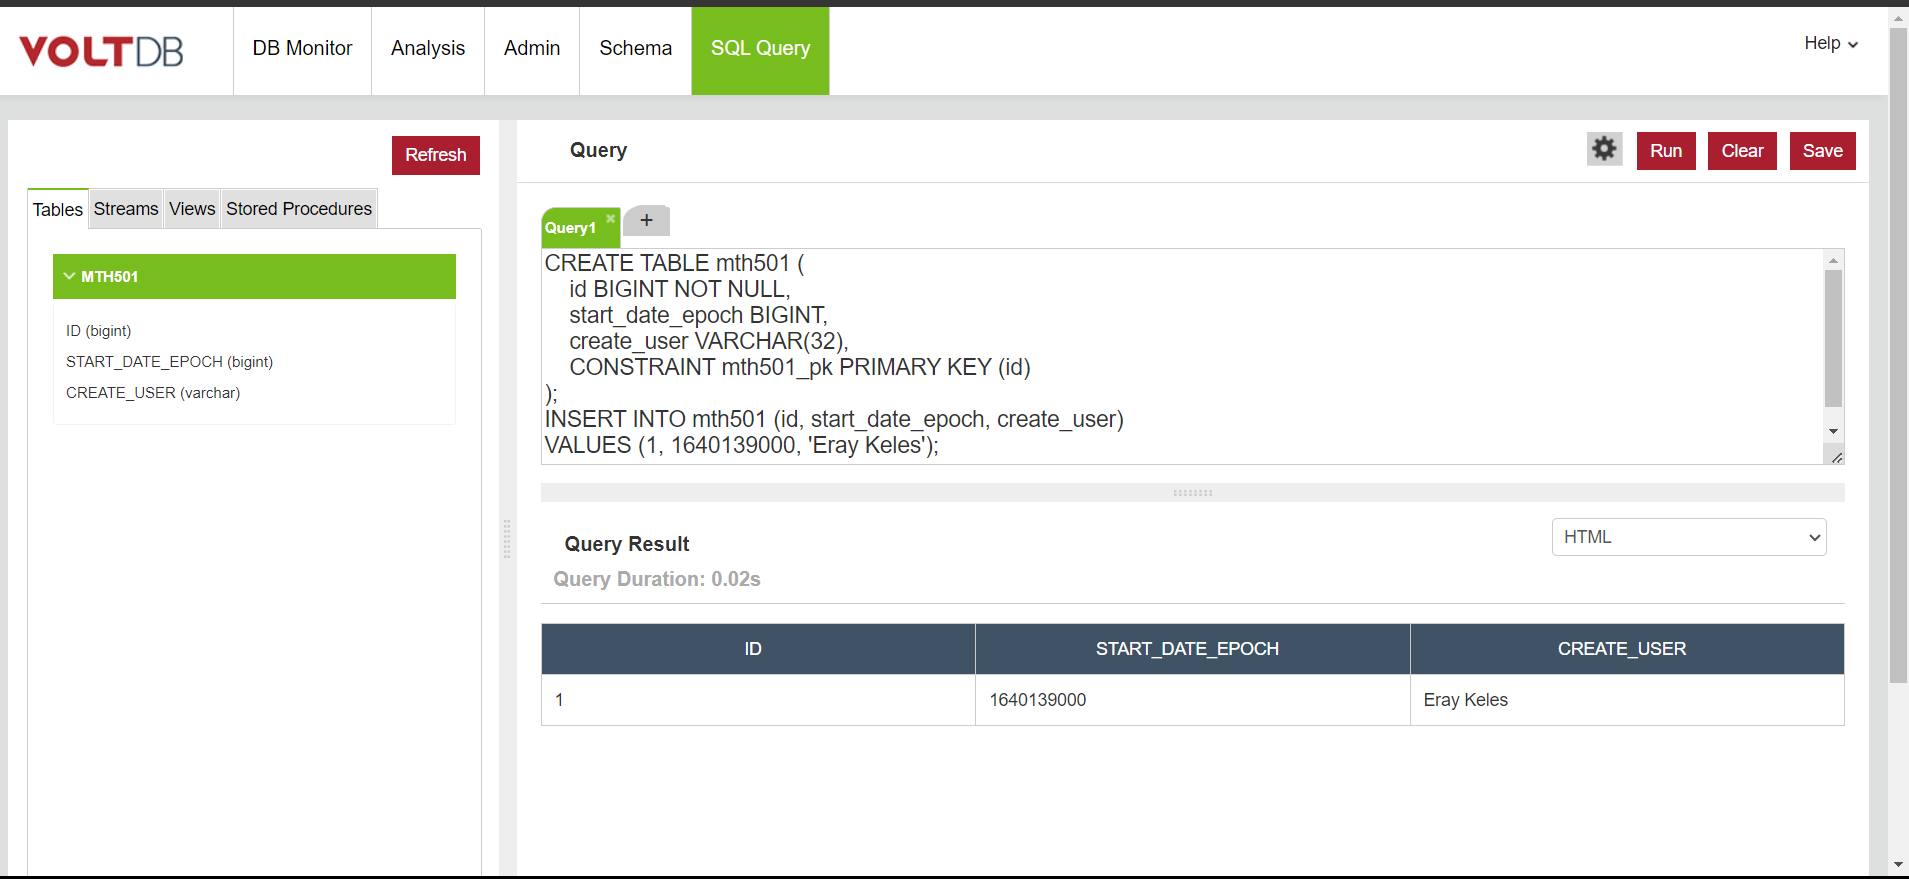 VOLTDB
DB Monitor
Analysis
Admin
Schema
SQL Query
Help
Refresh
Tables
Streams
Views
Stored Procedures
MTH501
ID (bigint)
START_DATE_EPOCH (bigint)
CREATE_USER (varchar)
Query
Run
Clear
Save
Query1
+
CREATE TABLE mth501 (
id BIGINT NOT NULL,
start_date_epoch BIGINT,
create_user VARCHAR(32),
CONSTRAINT mth501_pk PRIMARY KEY (id)
);
INSERT INTO mth501 (id, start_date_epoch, create_user)
VALUES (1, 1640139000, 'Eray Keles');
Query Result
HTML
Query Duration: 0.02s
ID START_DATE_EPOCH CREATE_USER
1 1640139000 Eray Keles